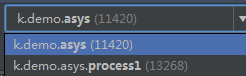 k.demo.asys (11420)
k.demo.asys (11420)
k.demo.asys.process1 (13268)